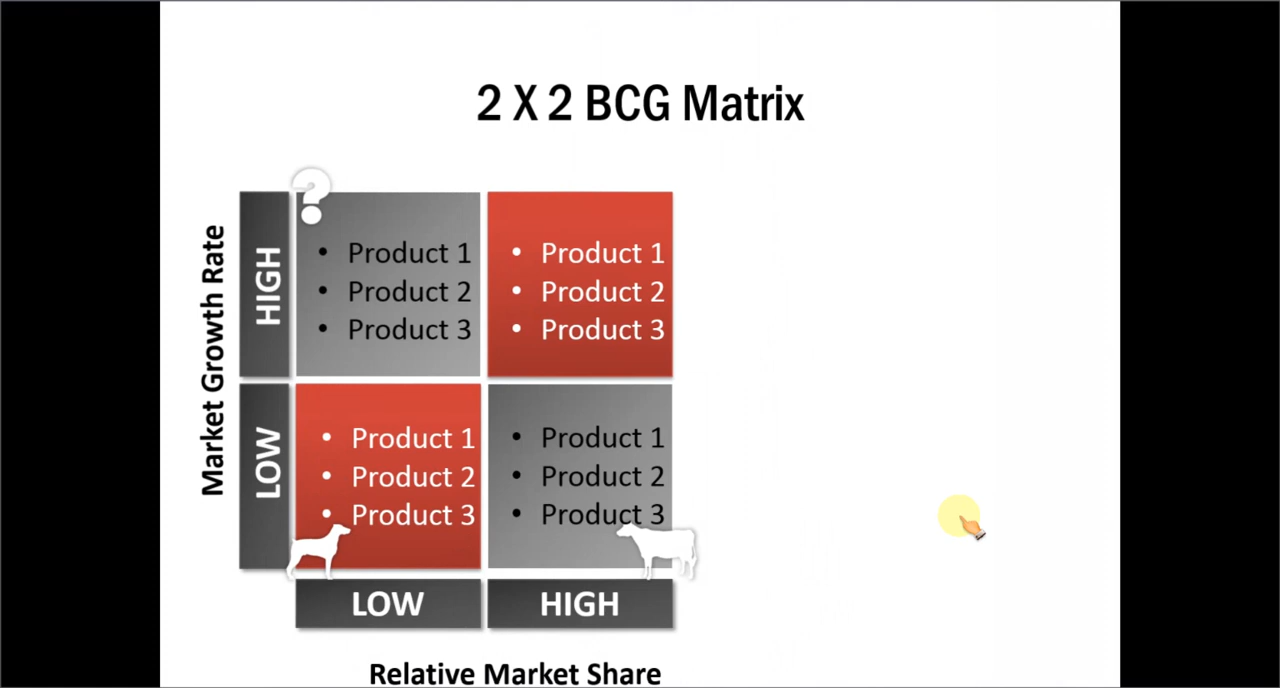 2 X 2 BCG Matrix
?
Market Growth Rate
HIGH
• Product 1
• Product 2
• Product 3
• Product 1
• Product 2
• Product 3
LOW
• Product 1
• Product 2
• Product 3
• Product 1
• Product 2
• Product 3
LOW
HIGH
Relative Market Share